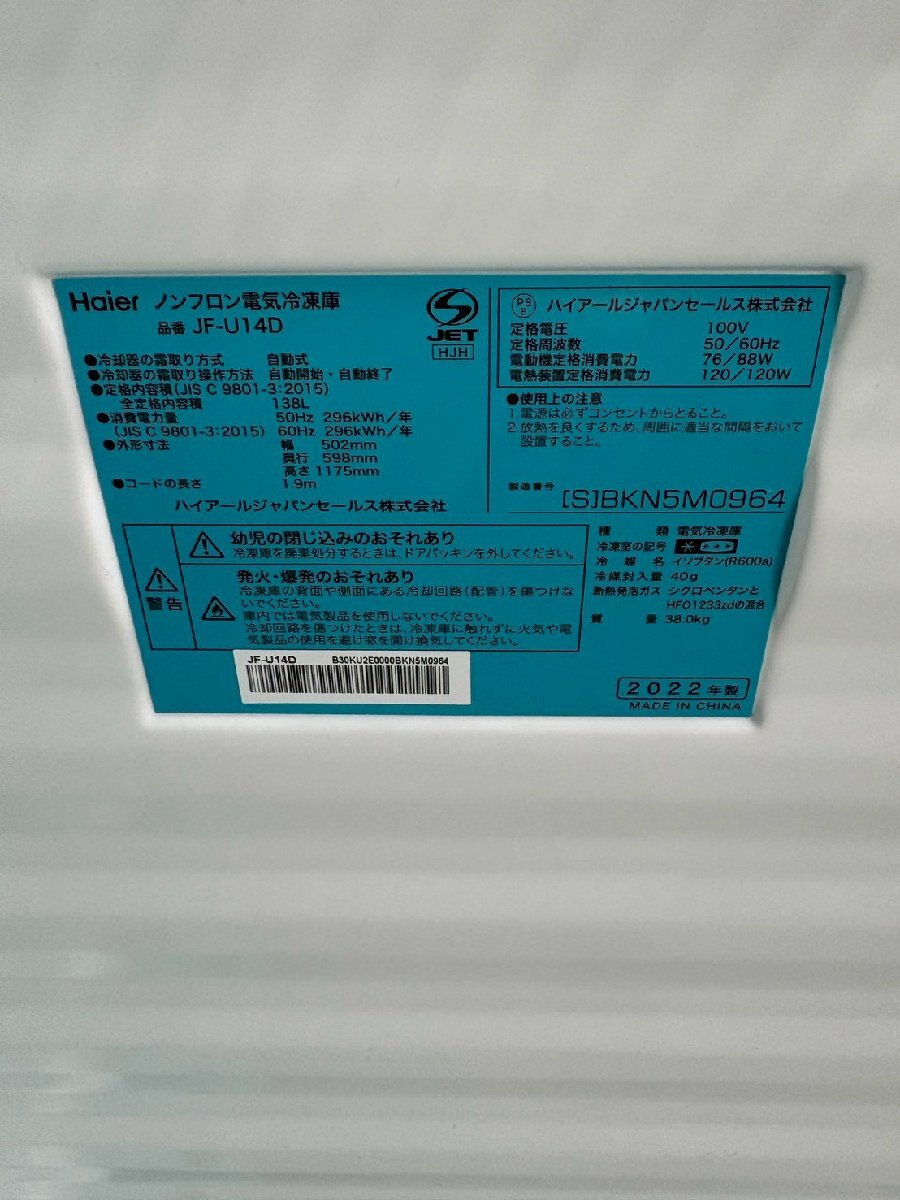 Haier ノンフロン電気冷凍庫
品番 JF-U14D
JET
HJH
●冷却器の霜取り方式 自動式
●冷却器の霜取り操作方法 自動開始・自動終了
●定格内容積(JIS C 9801-3:2015)
全定格内容積 138L
●消費電力量 50Hz 296kWh/年
(JIS C 9801-3:2015) 60Hz 296kWh/年
●外形寸法 幅 502mm
奥行 598mm
高さ 1175mm
●コードの長さ 1.9m
ハイアールジャパンセールス株式会社
PSE ハイアールジャパンセールス株式会社
定格電圧 100V
定格周波数 50/60Hz
電動機定格消費電力 76/88W
電熱装置定格消費電力 120/120W
●使用上の注意
1.電源は必ずコンセントからとること。
2.放熱を良くするため、周囲に適当な間隔をおいて
設置すること。
製造番号 [S]BKN5M0964
警告
幼児の閉じ込みのおそれあり
冷凍庫を廃棄処分するときは、ドアパッキンを外してください。
発火・爆発のおそれあり
冷凍庫の背面や側面にある冷却回路(配管)を傷つけな
いでください。
庫内では電気製品を使用しないでください。
冷却回路を傷つけたときは、冷凍庫に触れずに火気や電
気製品の使用を避け窓を開け換気してください。
種類 電気冷凍庫
冷凍室の記号 ****
冷媒名 イソブタン(R600a)
冷媒封入量 40g
断熱発泡ガス シクロペンタンと
HFO1233zdの混合
質量 38.0kg
JF-U14D B30KU2E0000BKN5M0964
2022年製
MADE IN CHINA